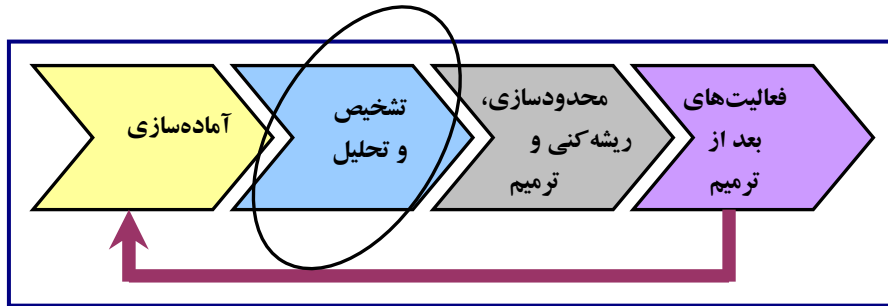 آماده‌سازی
تشخیص
و تحلیل
محدودسازی،
ریشه‌کنی و
ترمیم
فعالیت‌های
بعد از
ترمیم